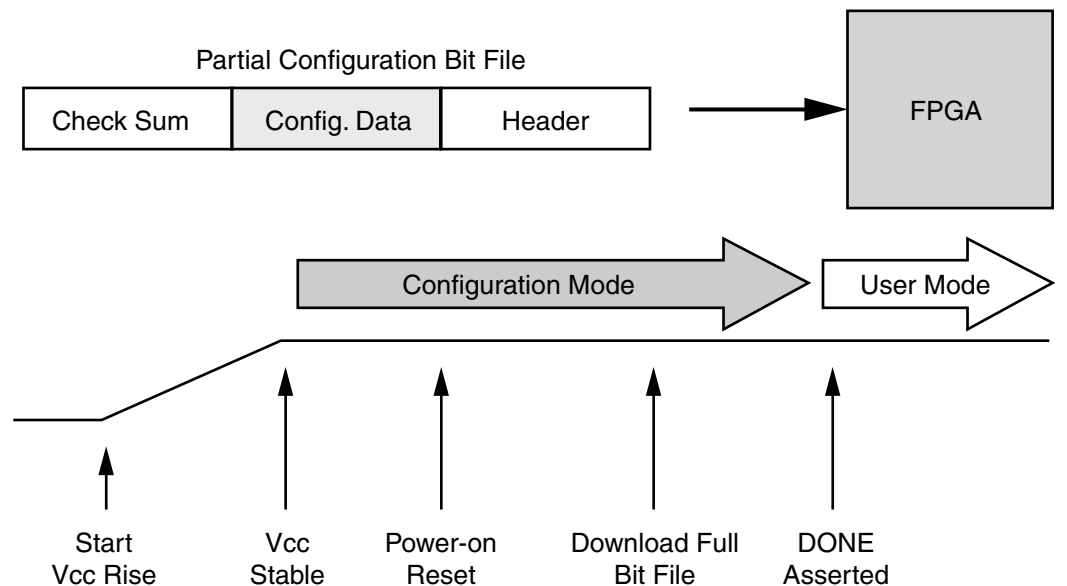 Partial Configuration Bit File
Check Sum
Config. Data
Header
FPGA
Configuration Mode
User Mode
Start
Vcc Rise
Vcc
Stable
Power-on
Reset
Download Full
Bit File
DONE
Asserted